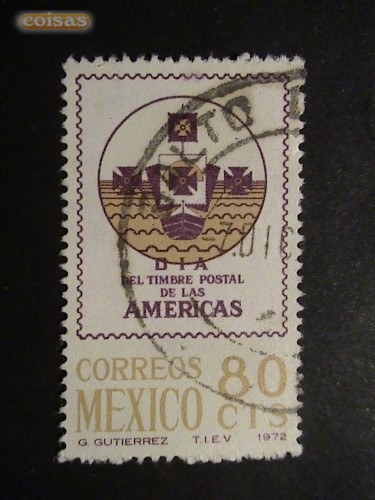 coisas
DIA
DEL TIMBRE POSTAL
DE LAS
AMERICAS
CORREOS 80
MEXICO CTS
G. GUTIERREZ T.I.E.V 1972